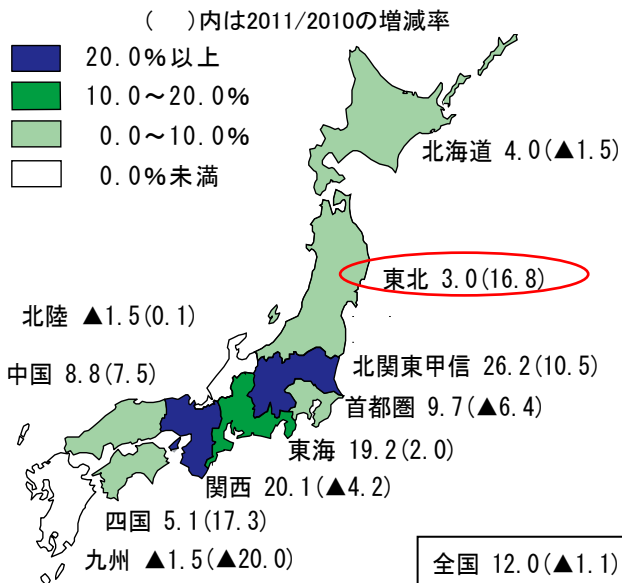 (　)内は2011/2010の増減率
20.0%以上
10.0～20.0%
0.0～10.0%
0.0%未満
北海道 4.0(▲1.5)
東北 3.0(16.8)
北陸 ▲1.5(0.1)
北関東甲信 26.2(10.5)
中国 8.8(7.5)
首都圏 9.7(▲6.4)
東海 19.2(2.0)
関西 20.1(▲4.2)
四国 5.1(17.3)
九州 ▲1.5(▲20.0)
全国 12.0(▲1.1)